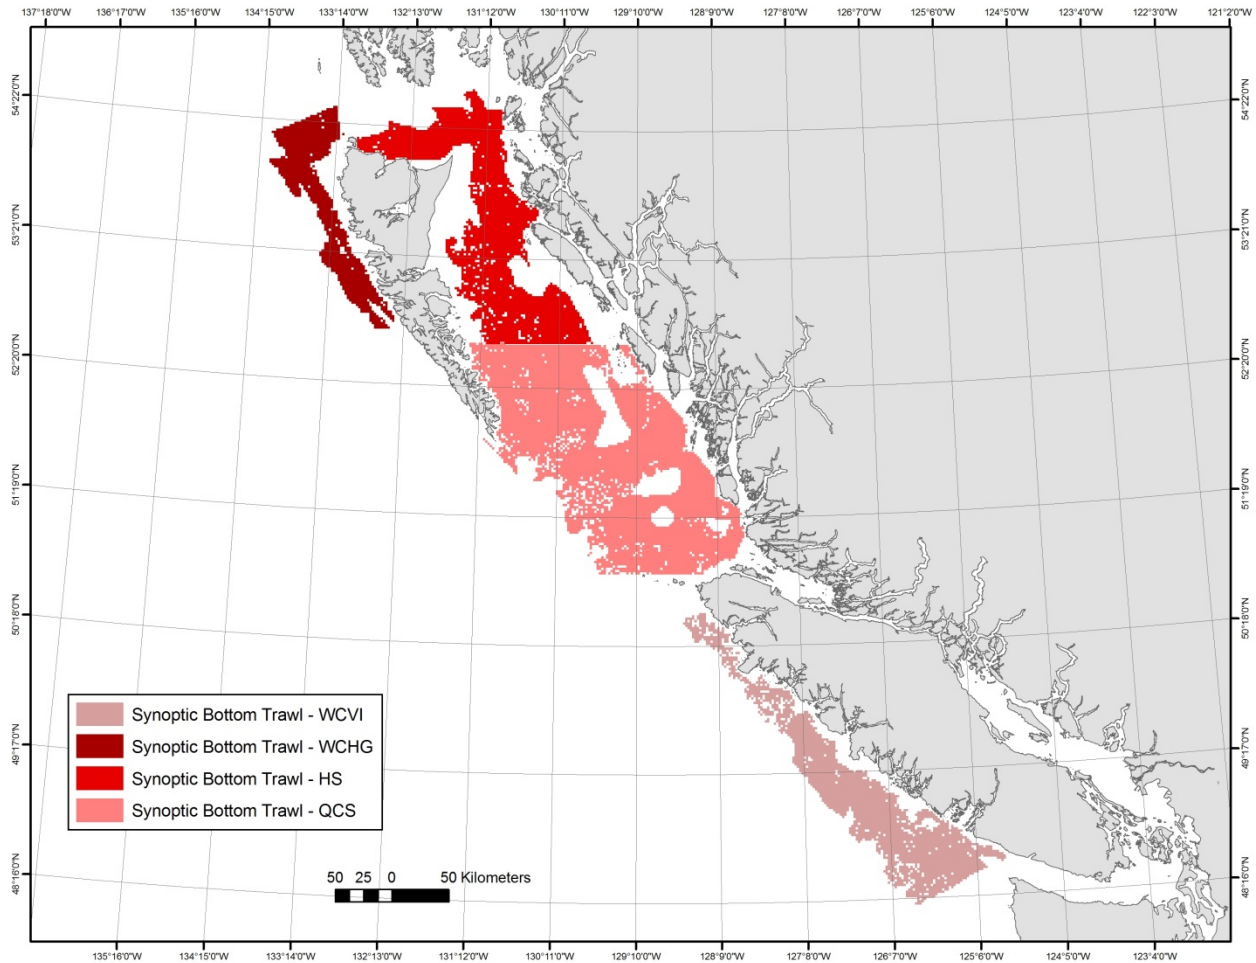 137°18'0"W 136°17'0"W 135°16'0"W 134°15'0"W 133°14'0"W 132°13'0"W 131°12'0"W 130°11'0"W 129°10'0"W 128°9'0"W 127°8'0"W 126°7'0"W 125°6'0"W 124°5'0"W 123°4'0"W 122°3'0"W 121°20'0"W
54°22'0"N 54°22'0"N
53°21'0"N 53°21'0"N
52°20'0"N 52°20'0"N
51°19'0"N 51°19'0"N
50°18'0"N 50°18'0"N
49°17'0"N 49°17'0"N
48°16'0"N 48°16'0"N
Synoptic Bottom Trawl - WCVI
Synoptic Bottom Trawl - WCHG
Synoptic Bottom Trawl - HS
Synoptic Bottom Trawl - QCS
50 25 0 50 Kilometers
135°16'0"W 134°15'0"W 133°14'0"W 132°13'0"W 131°12'0"W 130°11'0"W 129°10'0"W 128°9'0"W 127°8'0"W 126°7'0"W 125°6'0"W 124°5'0"W 123°4'0"W